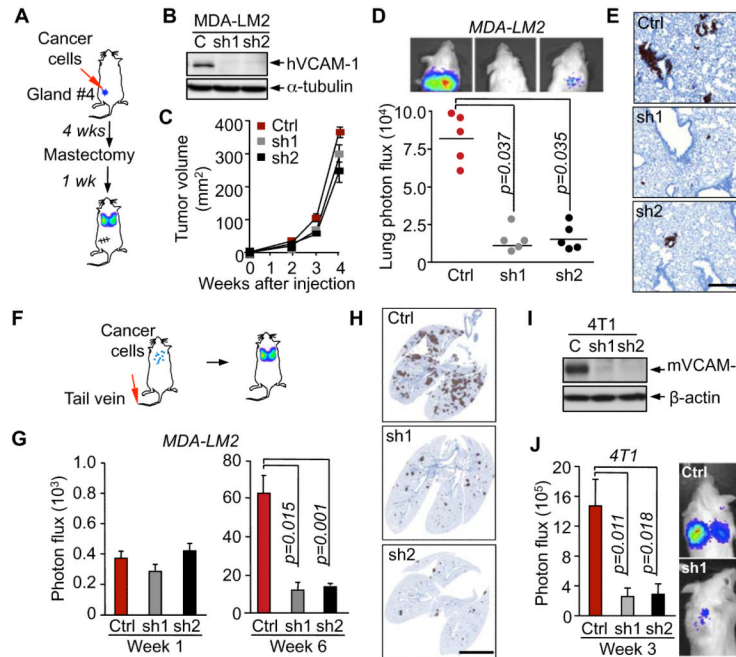 A
Cancer
cells
Gland #4
4 wks
Mastectomy
1 wk
B
MDA-LM2
C sh1 sh2
hVCAM-1
α-tubulin
C
Tumor volume
(mm²)
400
300
200
100
0
Ctrl
sh1
sh2
0 1 2 3 4
Weeks after injection
D
MDA-LM2
Lung photon flux (10⁴)
10.0
7.5
5.0
2.5
0
p=0.037
p=0.035
Ctrl sh1 sh2
E
Ctrl
sh1
sh2
F
Cancer
cells
Tail vein
G
MDA-LM2
Photon flux (10³)
1.0
0.8
0.6
0.4
0.2
0
Ctrl sh1 sh2
Week 1
80
60
40
20
0
p=0.015
p=0.001
Ctrl sh1 sh2
Week 6
H
Ctrl
sh1
sh2
I
4T1
C sh1 sh2
mVCAM-
β-actin
J
4T1
Photon flux (10⁵)
20
16
12
8
4
0
p=0.011
p=0.018
Ctrl sh1 sh2
Week 3
Ctrl
sh1